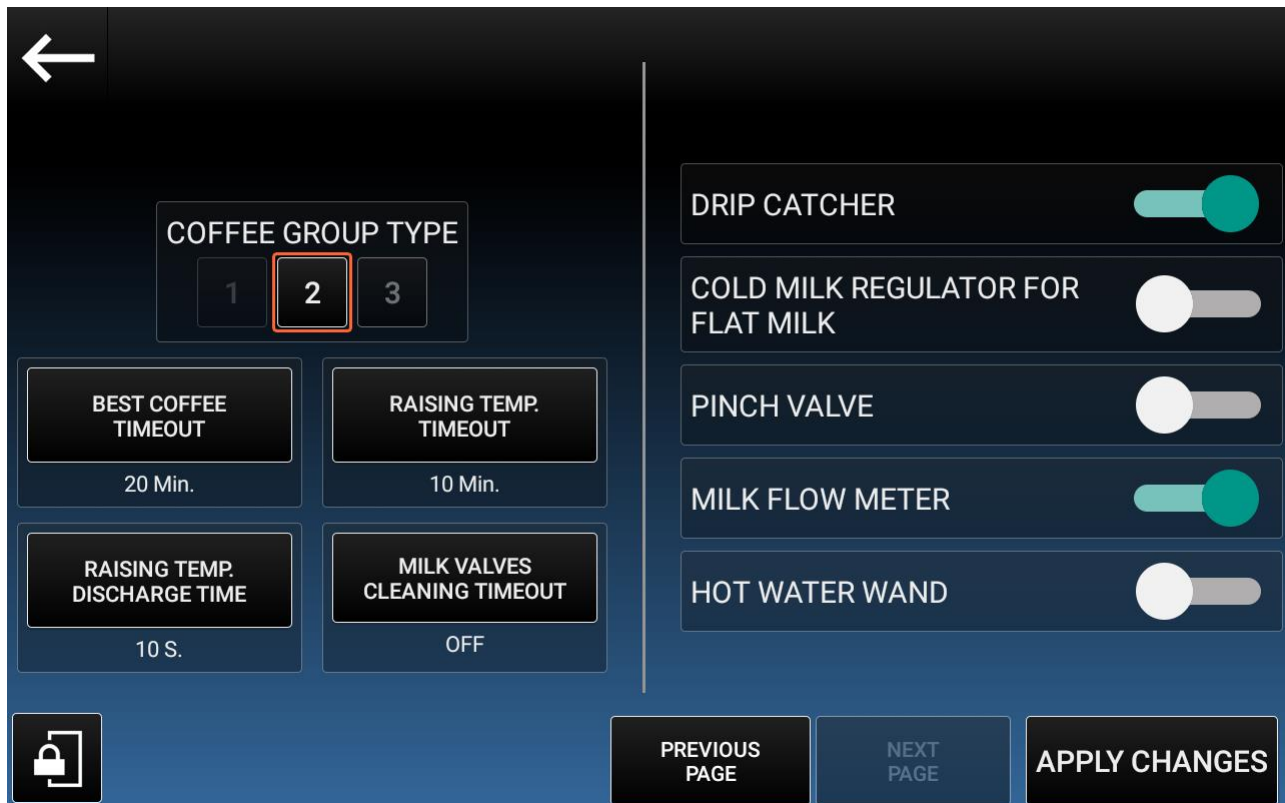 COFFEE GROUP TYPE
1 2 3
BEST COFFEE
TIMEOUT
20 Min.
RAISING TEMP.
TIMEOUT
10 Min.
RAISING TEMP.
DISCHARGE TIME
10 S.
MILK VALVES
CLEANING TIMEOUT
OFF
DRIP CATCHER
COLD MILK REGULATOR FOR
FLAT MILK
PINCH VALVE
MILK FLOW METER
HOT WATER WAND
PREVIOUS
PAGE
NEXT
PAGE
APPLY CHANGES